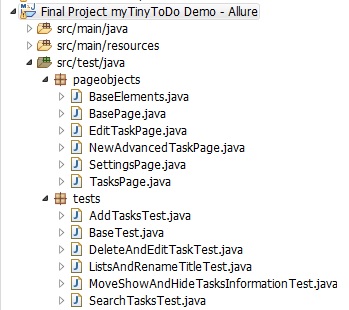 Final Project myTinyToDo Demo - Allure
src/main/java
src/main/resources
src/test/java
pageobjects
BaseElements.java
BasePage.java
EditTaskPage.java
NewAdvancedTaskPage.java
SettingsPage.java
TasksPage.java
tests
AddTasksTest.java
BaseTest.java
DeleteAndEditTaskTest.java
ListsAndRenameTitleTest.java
MoveShowAndHideTasksInformationTest.java
SearchTasksTest.java